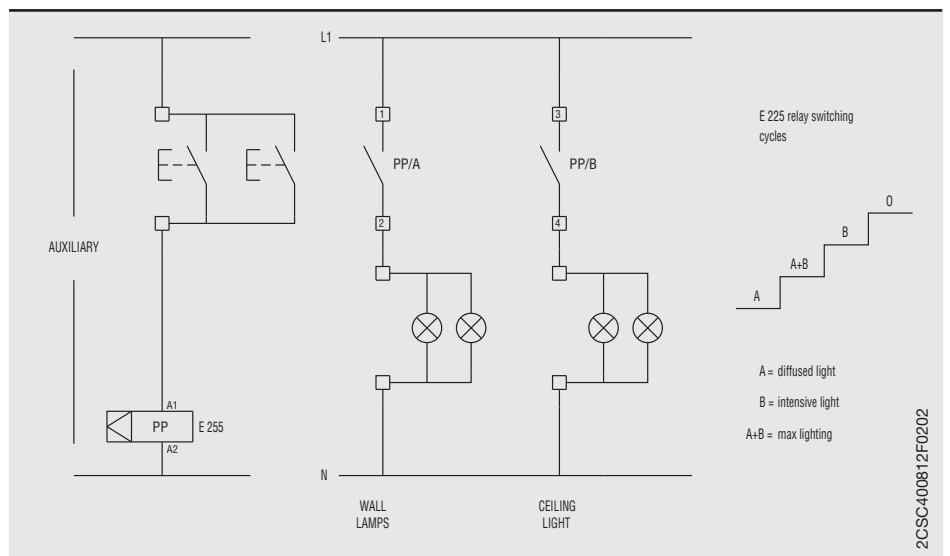 AUXILIARY
A1
PP
E 255
A2
L1
1
PP/A
2
3
PP/B
4
N
WALL
LAMPS
CEILING
LIGHT
E 225 relay switching
cycles
A
A+B
B
0
A = diffused light
B = intensive light
A+B = max lighting
2CSC400812F0202